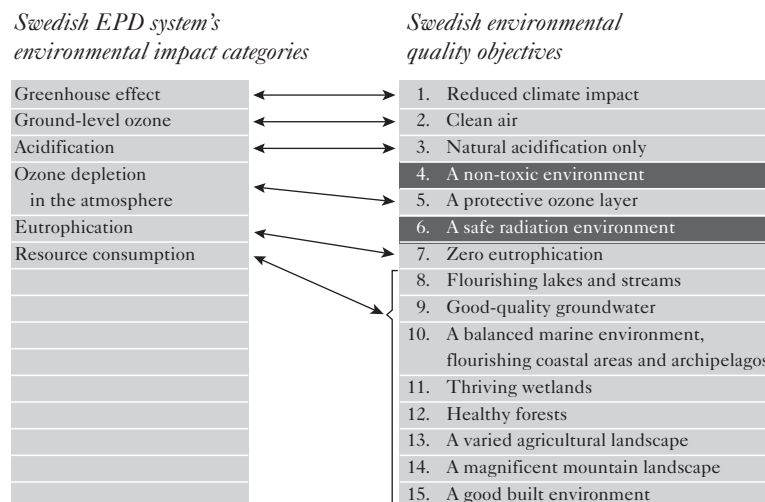 Swedish EPD system's
environmental impact categories
Greenhouse effect
Ground-level ozone
Acidification
Ozone depletion
in the atmosphere
Eutrophication
Resource consumption
Swedish environmental
quality objectives
1. Reduced climate impact
2. Clean air
3. Natural acidification only
4. A non-toxic environment
5. A protective ozone layer
6. A safe radiation environment
7. Zero eutrophication
8. Flourishing lakes and streams
9. Good-quality groundwater
10. A balanced marine environment,
flourishing coastal areas and archipelagos
11. Thriving wetlands
12. Healthy forests
13. A varied agricultural landscape
14. A magnificent mountain landscape
15. A good built environment